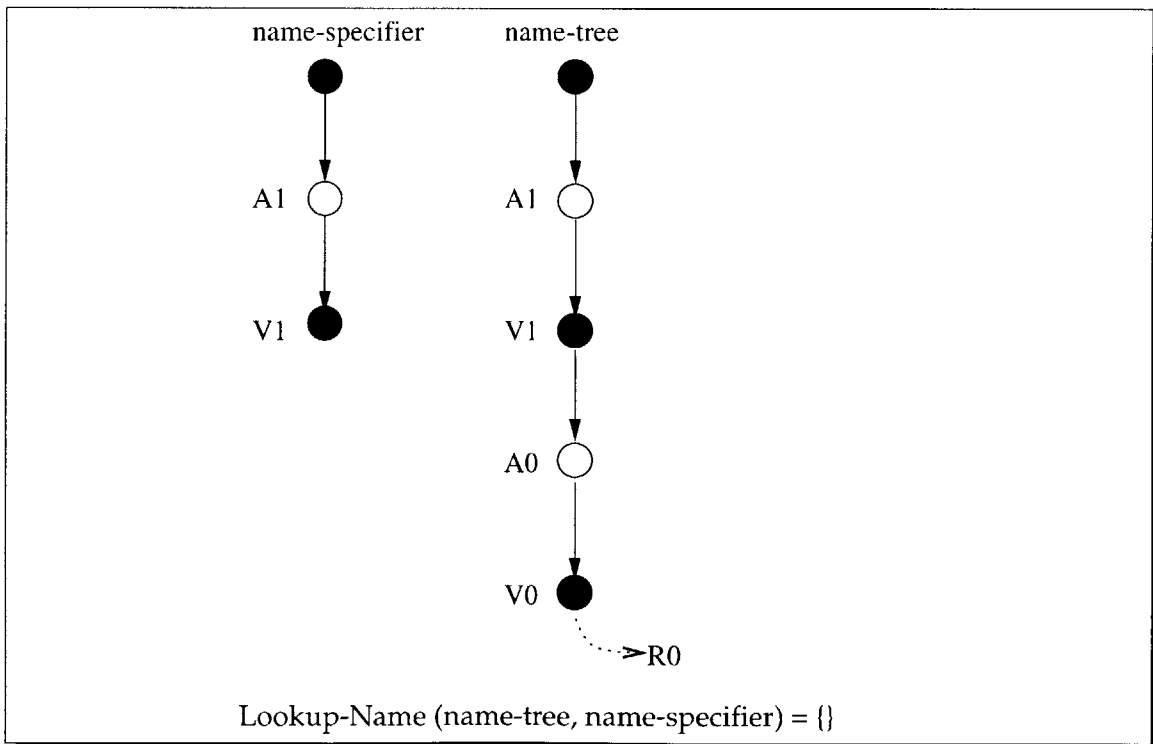 name-specifier name-tree
A1 A1
V1 V1
A0
V0
R0
Lookup-Name (name-tree, name-specifier) = {}